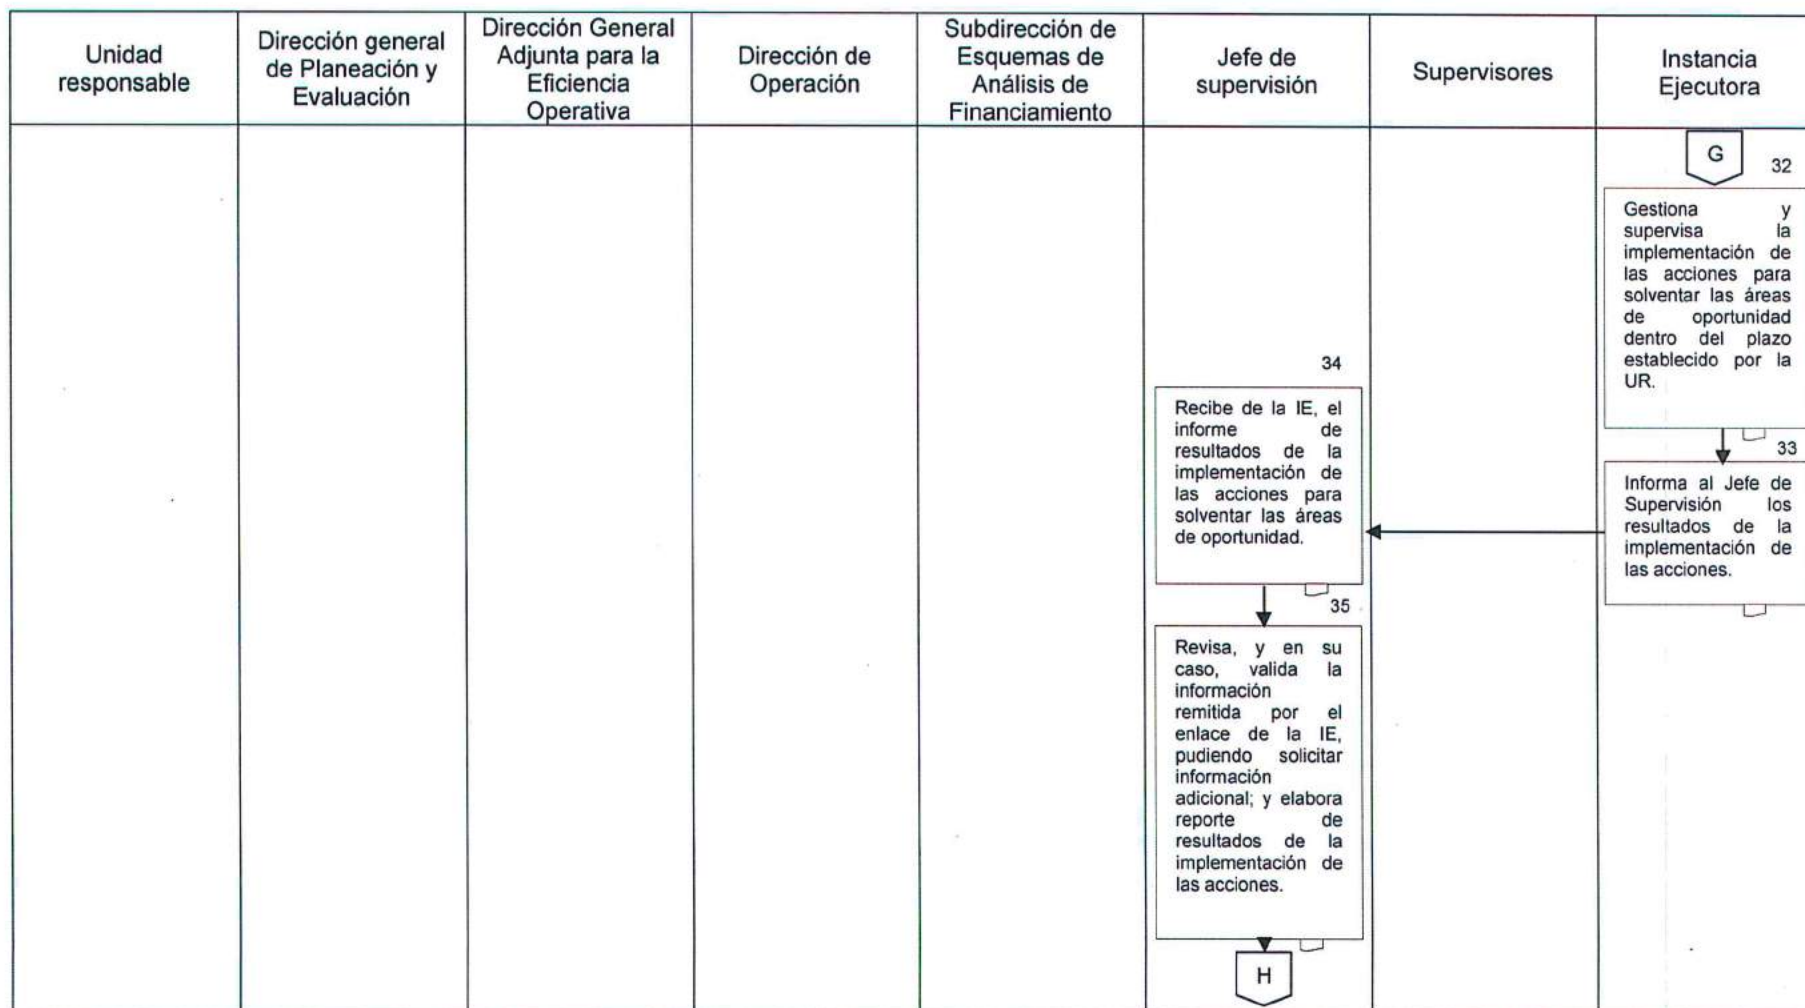 Unidad
responsable
Dirección general
de Planeación y
Evaluación
Dirección General
Adjunta para la
Eficiencia
Operativa
Dirección de
Operación
Subdirección de
Esquemas de
Análisis de
Financiamiento
Jefe de
supervisión
Supervisores
Instancia
Ejecutora
G
32
Gestiona y
supervisa la
implementación de
las acciones para
solventar las áreas
de oportunidad
dentro del plazo
establecido por la
UR.
33
Informa al Jefe de
Supervisión los
resultados de la
implementación de
las acciones.
34
Recibe de la IE, el
informe de
resultados de la
implementación de
las acciones para
solventar las áreas
de oportunidad.
35
Revisa, y en su
caso, valida la
información
remitida por el
enlace de la IE,
pudiendo solicitar
información
adicional; y elabora
reporte de
resultados de la
implementación de
las acciones.
H